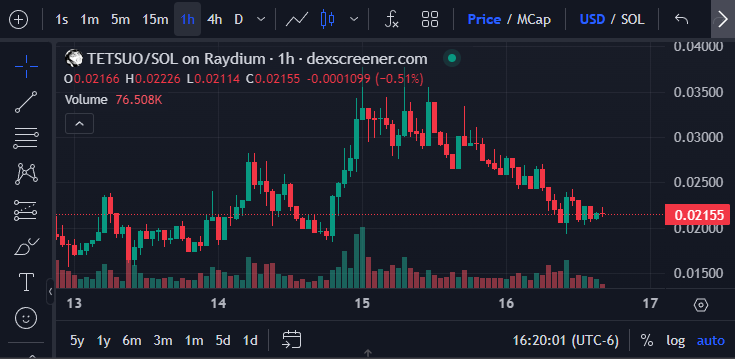 1s 1m 5m 15m 1h 4h D Price / MCap USD / SOL
TETSUO/SOL on Raydium · 1h · dexscreener.com
O0.02166 H0.02226 L0.02114 C0.02155 -0.0001099 (−0.51%)
Volume 76.508K
0.04000
0.03500
0.03000
0.02500
0.02155
0.02000
0.01500
13 14 15 16 17
5y 1y 6m 3m 1m 5d 1d 16:20:01 (UTC-6) % log auto